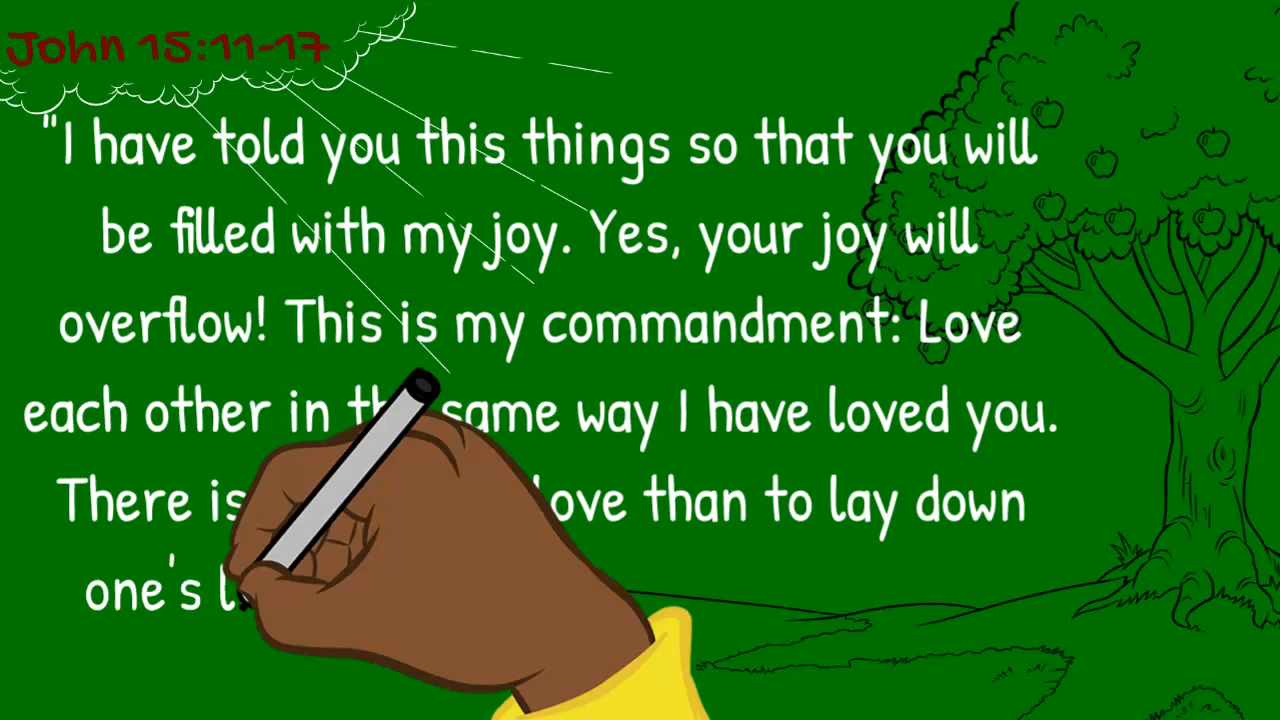 John 15:11-17
"I have told you this things so that you will
be filled with my joy. Yes, your joy will
overflow! This is my commandment: Love
each other in same way I have loved you.
There is love than to lay down
one's